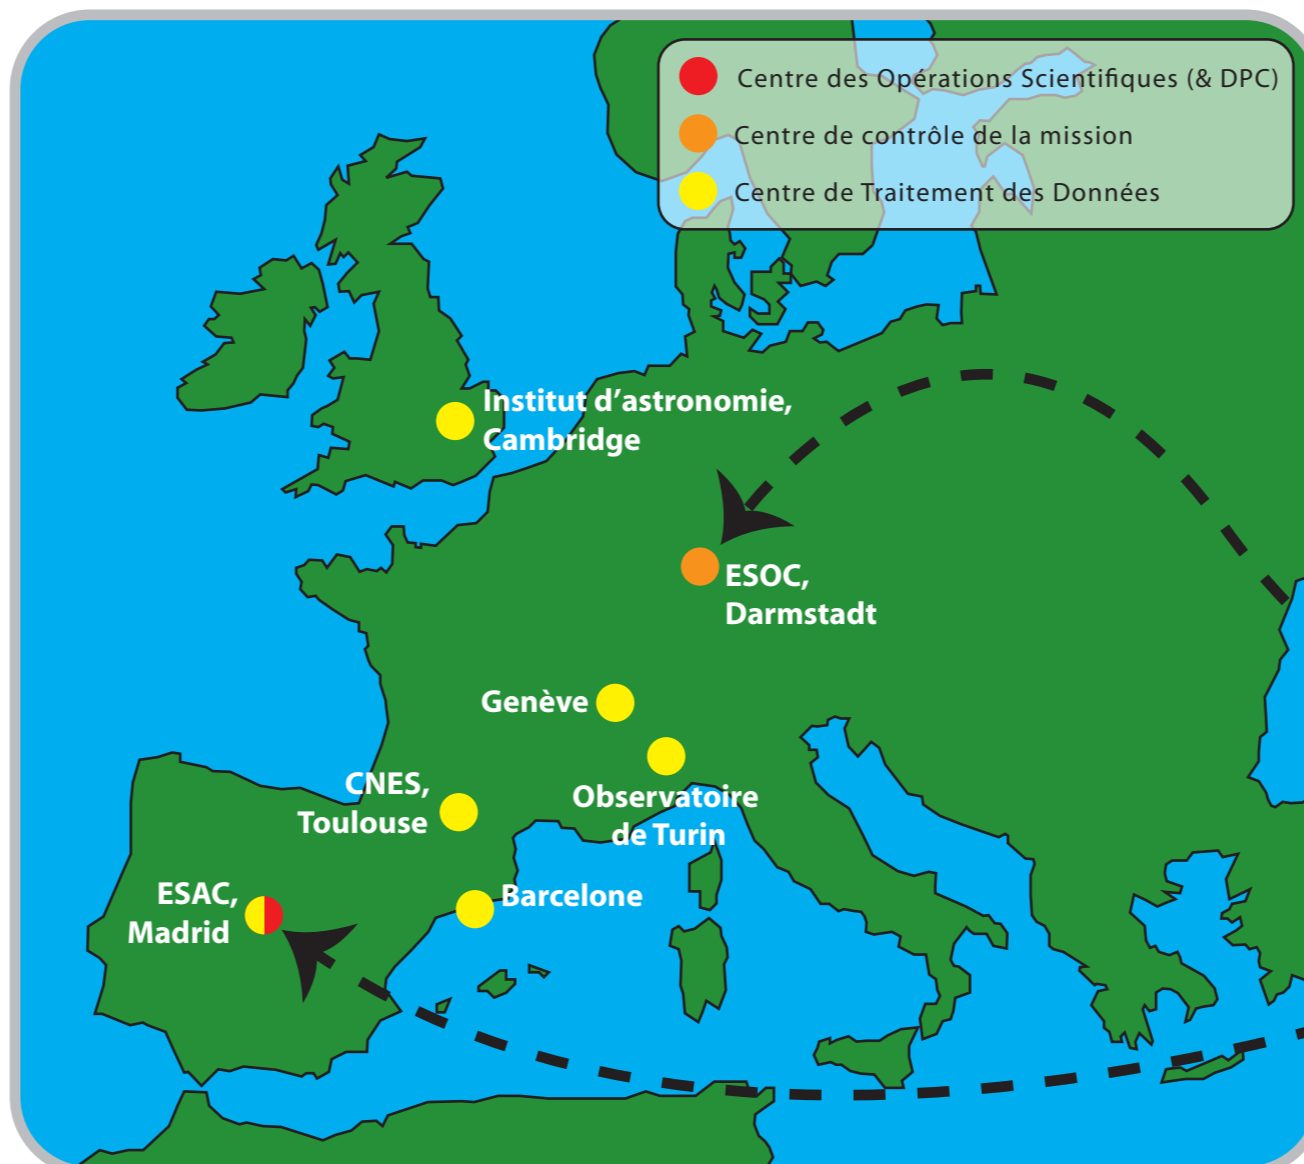 Centre des Opérations Scientifiques (& DPC)
Centre de contrôle de la mission
Centre de Traitement des Données
Institut d'astronomie,
Cambridge
ESOC,
Darmstadt
Genève
CNES,
Toulouse
Observatoire
de Turin
ESAC,
Madrid
Barcelone